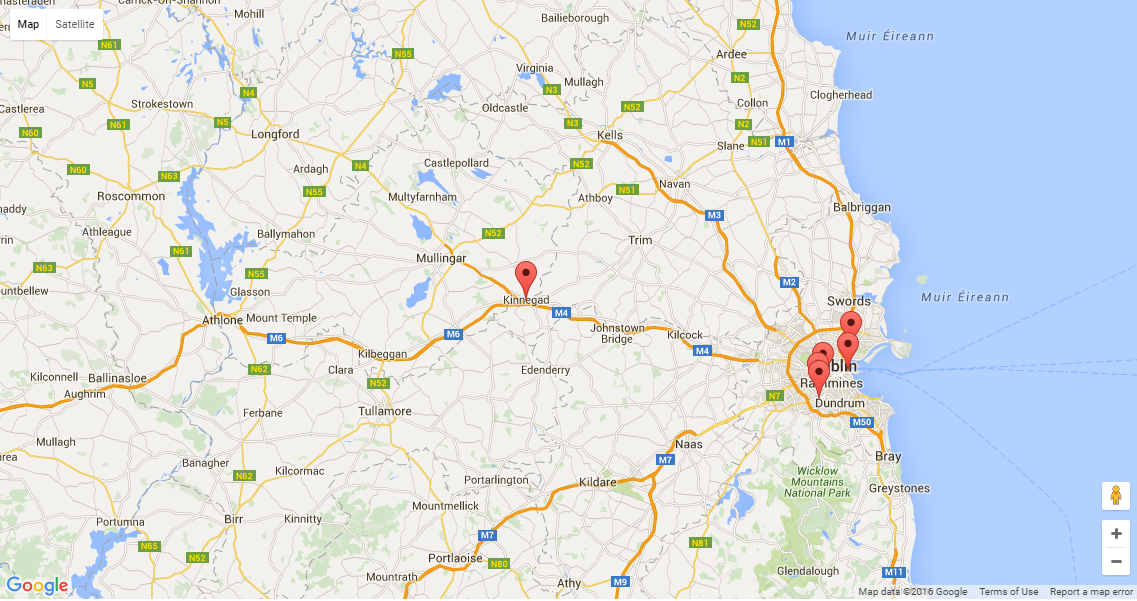 Carrick-On-Shannon
Mohill
Bailieborough
N52
Map Satellite
Muir Éireann
N61
N55
Ardee
Virginia
N2
N5
Mullagh
N3
N4
Strokestown
Collon
Clogherhead
Castlerea
Oldcastle
N52
N61
N5
N3
N2
N60
Longford
Kells
Slane
N51
M1
N4
Castlepollard
N52
Ardagh
N60
N63
Navan
N55
N51
Roscommon
Multyfarnham
Athboy
Balbriggan
M3
Athleague
Ballymahon
N52
Trim
N61
Mullingar
N63
N55
M2
Glasson
Kinnegad
Swords
Muir Éireann
M4
Athlone
Mount Temple
Johnstown
Bridge
M6
M6
Kilcock
M4
Kilbeggan
Clara
N62
Edenderry
Kilconnell
Ballinasloe
N52
Aughrim
N7
Dundrum
Ferbane
Tullamore
M50
Mullagh
Naas
Bray
M7
Banagher
Kilcormac
N62
Wicklow
Mountains
National Park
Portarlington
Kildare
Greystones
Mountmellick
Portumna
Birr
Kinnitty
M7
N65
N52
N81
Portlaoise
N80
Glendalough
M11
Mountrath
Athy
M9
Google
Map data ©2016 Google Terms of Use Report a map error